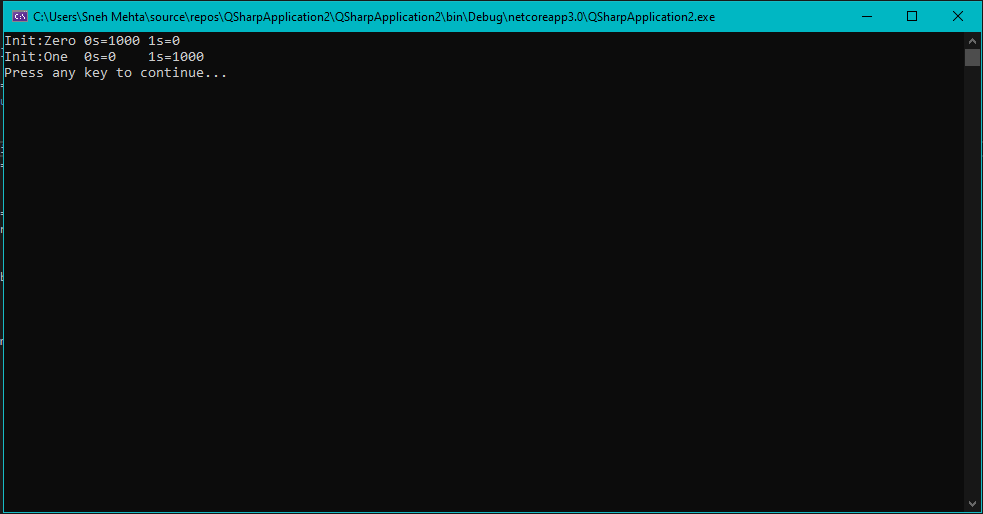 C:\Users\Sneh Mehta\source\repos\QSharpApplication2\QSharpApplication2\bin\Debug\netcoreapp3.0\QSharpApplication2.exe
Init:Zero 0s=1000 1s=0
Init:One  0s=0    1s=1000
Press any key to continue...